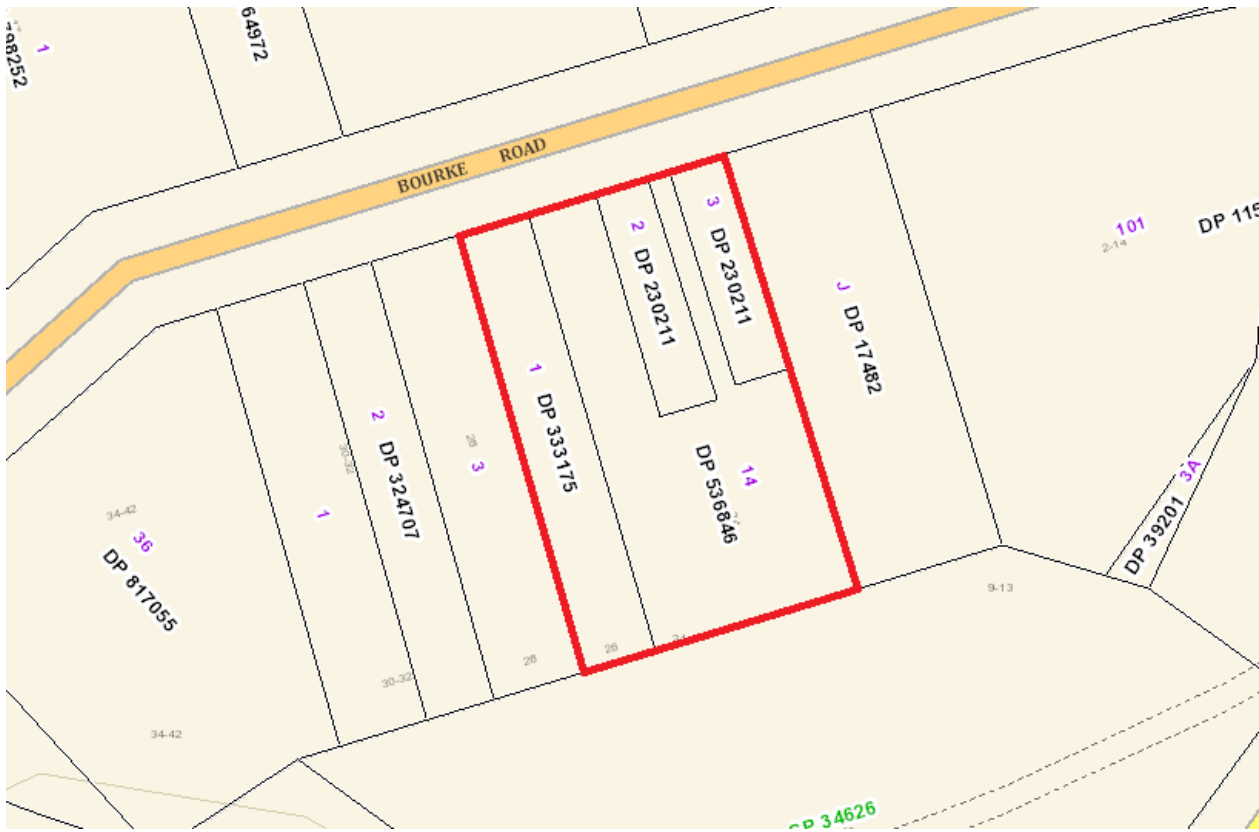 1
798252
64972
BOURKE ROAD
3
DP 230211
2
DP 230211
101
2-14
DP 115
J
DP 17482
1
DP 333175
2
DP 324707
30-32
28
3
14
DP 536846
3A
DP 39201
34-42
36
DP 817055
1
9-13
26
28
30-32
34-42
SP 34626